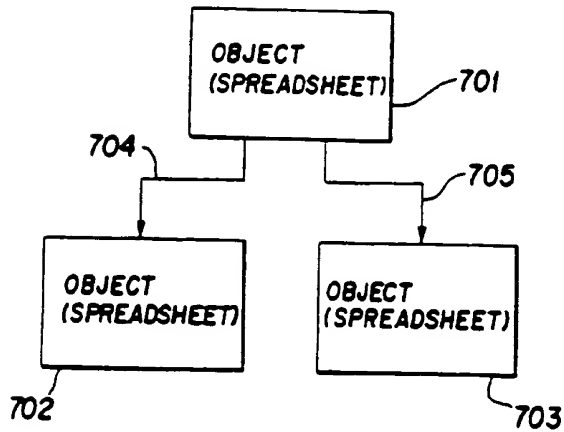 OBJECT
(SPREADSHEET)
701
704
705
OBJECT
(SPREADSHEET)
OBJECT
(SPREADSHEET)
702
703